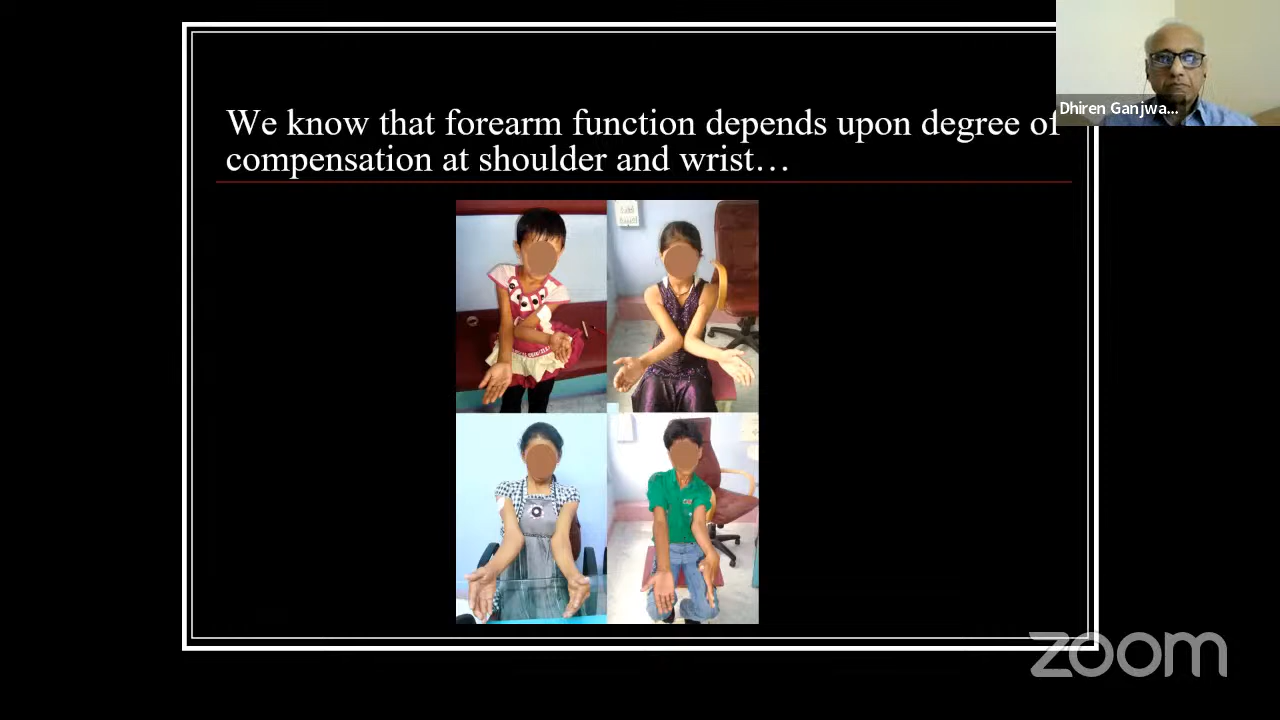 We know that forearm function depends upon degree of
compensation at shoulder and wrist…
Dhiren Ganjwa...
zoom